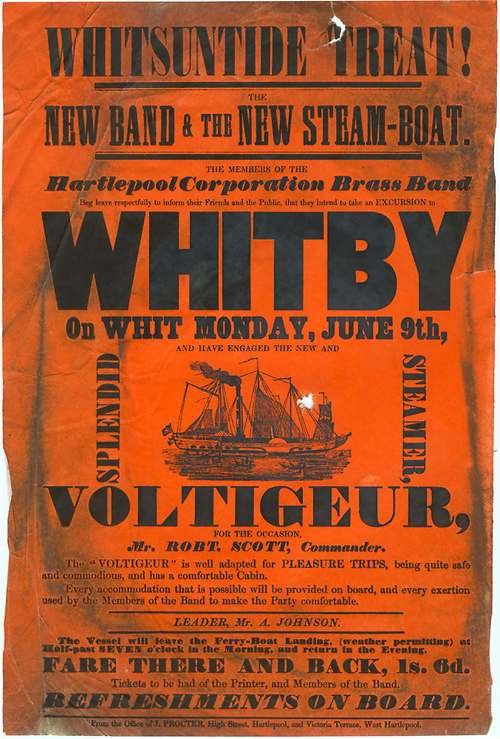 WHITSUNTIDE TREAT!
THE
NEW BAND & THE NEW STEAM-BOAT.
THE MEMBERS OF THE
Hartlepool Corporation Brass Band
Beg leave respectfully to inform their Friends and the Public, that they intend to take an EXCURSION to
WHITBY
On WHIT MONDAY, JUNE 9th,
AND HAVE ENGAGED THE NEW AND
SPLENDID
STEAMER,
VOLTIGEUR,
FOR THE OCCASION,
Mr. ROBT. SCOTT, Commander.
The "VOLTIGEUR" is well adapted for PLEASURE TRIPS, being quite safe
and commodious, and has a comfortable Cabin.
Every accommodation that is possible will be provided on board, and every exertion
used by the Members of the Band to make the Party comfortable.
LEADER, Mr. A. JOHNSON.
The Vessel will leave the Ferry-Boat Landing, (weather permitting) at
Half-past SEVEN o'clock in the Morning, and return in the Evening.
FARE THERE AND BACK, 1s. 6d.
Tickets to be had of the Printer, and Members of the Band.
REFRESHMENTS ON BOARD.
From the Office of J. PROCTER, High Street, Hartlepool, and Victoria Terrace, West Hartlepool.